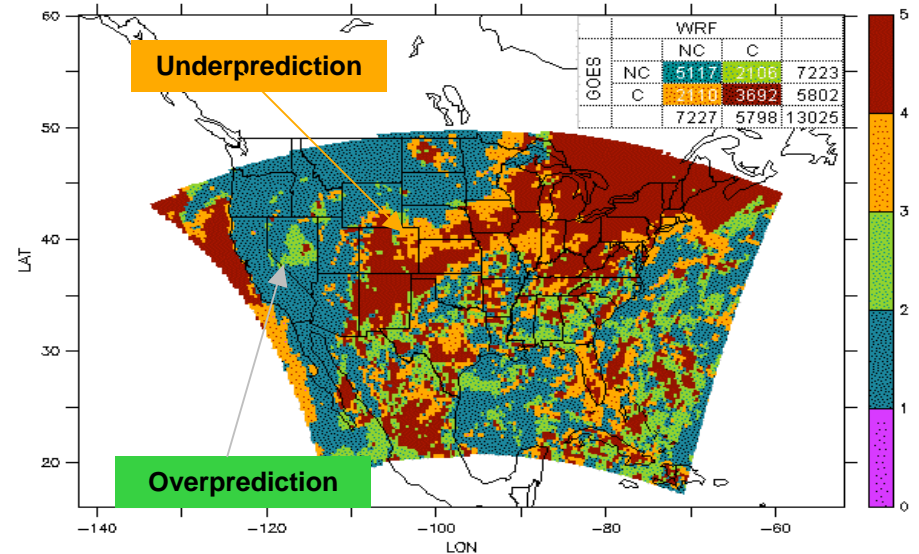 60
5
WRF
Underprediction
NC
C
GOES
NC
5117
2106
7223
C
2110
3692
5802
7227
5798
13025
50
4
40
3
LAT
30
2
1
20
Overprediction
0
−140
−120
−100
−80
−60
LON